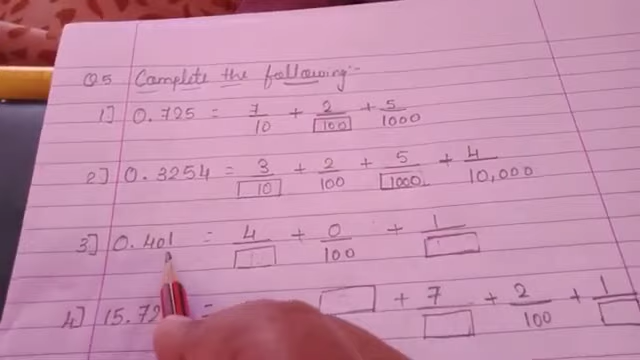 Q5 Complete the following:-
1] 0.725 = 7/10 + 2/100 + 5/1000
2] 0.3254 = 3/10 + 2/100 + 5/1000 + 4/10,000
3] 0.401 = 4/□ + 0/100 + 1/□
4] 15.72 = □ + 7/□ + 2/100 + 1/□